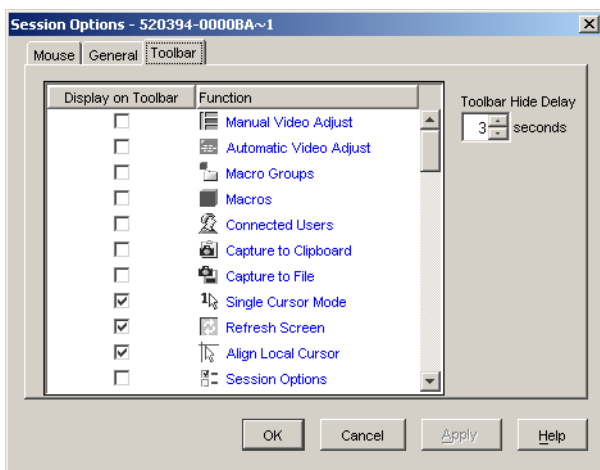 Session Options - 520394-0000BA~1
Mouse General Toolbar
Display on Toolbar Function
Manual Video Adjust
Automatic Video Adjust
Macro Groups
Macros
Connected Users
Capture to Clipboard
Capture to File
Single Cursor Mode
Refresh Screen
Align Local Cursor
Session Options
Toolbar Hide Delay
3 seconds
OK Cancel Apply Help